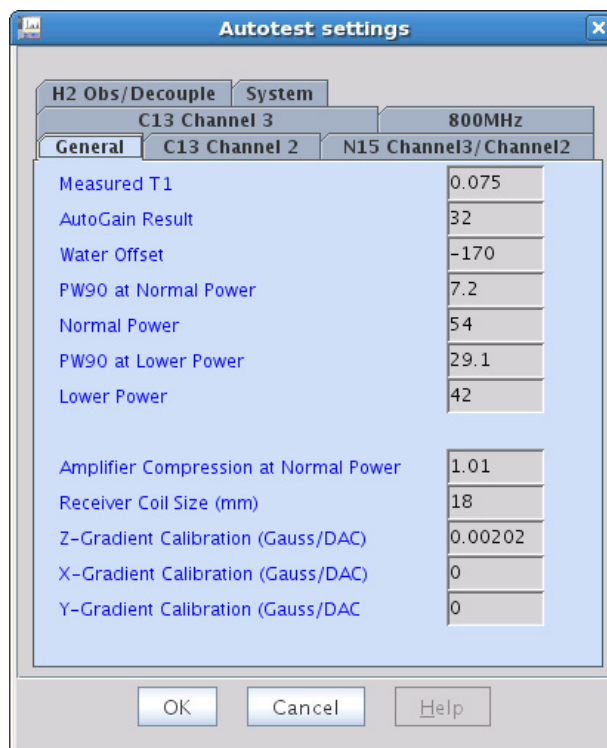 Autotest settings
H2 Obs/Decouple System
C13 Channel 3 800MHz
General C13 Channel 2 N15 Channel3/Channel2
Measured T1 0.075
AutoGain Result 32
Water Offset -170
PW90 at Normal Power 7.2
Normal Power 54
PW90 at Lower Power 29.1
Lower Power 42
Amplifier Compression at Normal Power 1.01
Receiver Coil Size (mm) 18
Z-Gradient Calibration (Gauss/DAC) 0.00202
X-Gradient Calibration (Gauss/DAC) 0
Y-Gradient Calibration (Gauss/DAC 0
OK Cancel Help